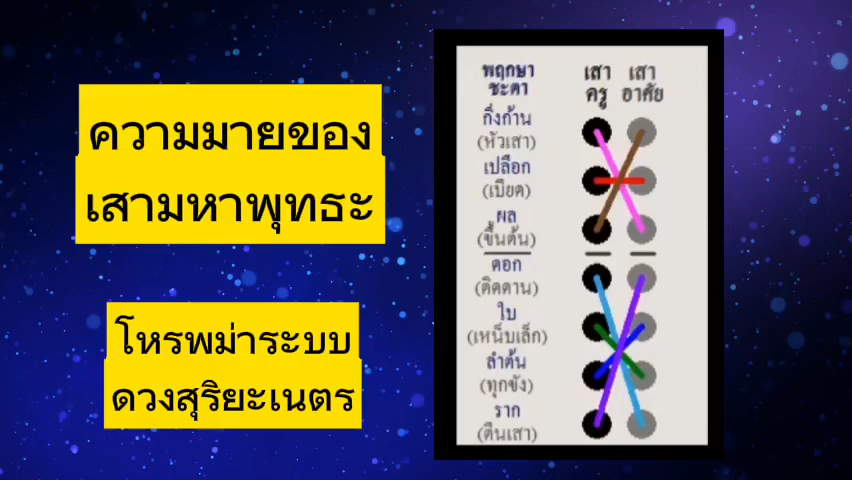 ความมายของ
เสามหาพุทธะ
โหรพม่าระบบ
ดวงสุริยะเนตร
พฤกษา เสา เสา
ชะตา ครู อาศัย
กิ่งก้าน
(หัวเสา)
เปลือก
(เบียด)
ผล
(ขึ้นต้น)
ดอก
(ติดตาน)
ใบ
(เหน็บเล็ก)
ลำต้น
(ทุกขัง)
ราก
(ตีนเสา)